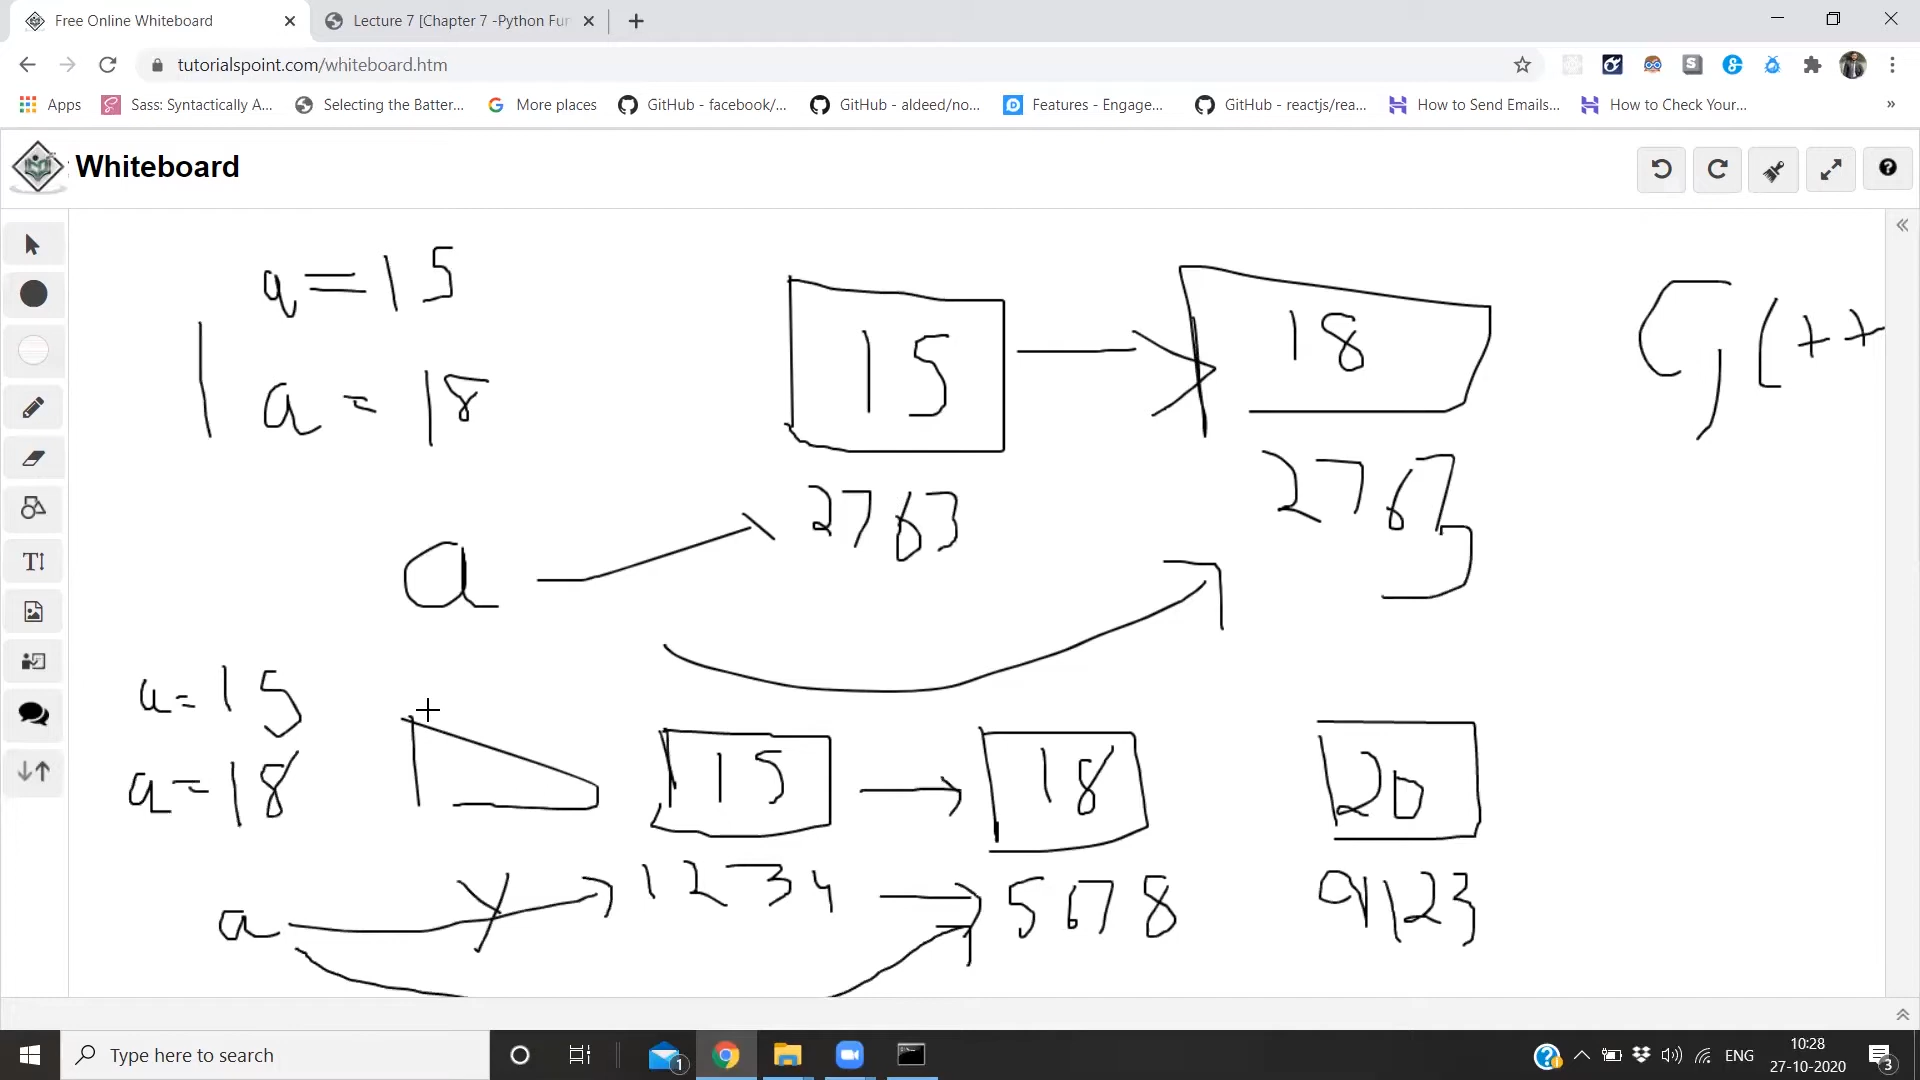 Free Online Whiteboard
Lecture 7 [Chapter 7 -Python Fun
tutorialspoint.com/whiteboard.htm
Apps
Sass: Syntactically A...
Selecting the Batter...
More places
GitHub - facebook/...
GitHub - aldeed/no...
Features - Engage...
GitHub - reactjs/rea...
How to Send Emails...
How to Check Your...
»
Whiteboard
a=15
a = 18
15
18
C, C++
2763
2763
a
a=15
a=18
15
18
20
1234
5678
9123
a
Type here to search
1
ENG
10:28
27-10-2020
3